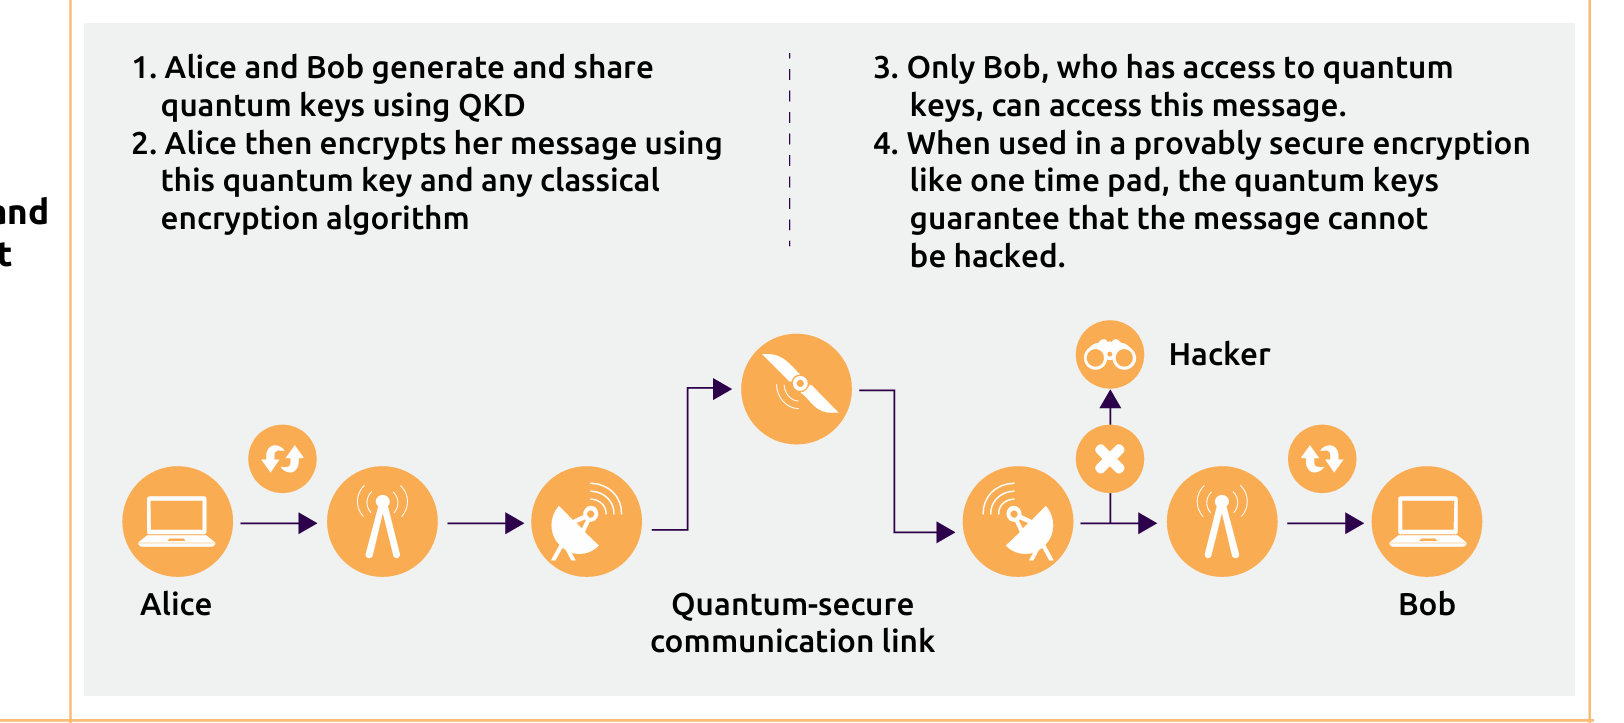 and
t
1. Alice and Bob generate and share
quantum keys using QKD
2. Alice then encrypts her message using
this quantum key and any classical
encryption algorithm
3. Only Bob, who has access to quantum
keys, can access this message.
4. When used in a provably secure encryption
like one time pad, the quantum keys
guarantee that the message cannot
be hacked.
Hacker
Alice
Quantum-secure
communication link
Bob